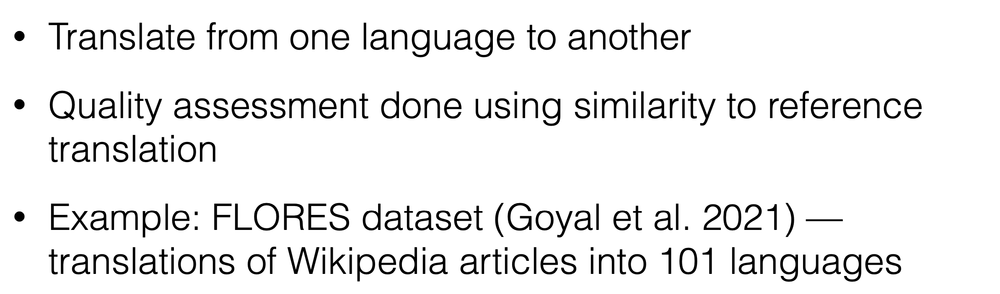 • Translate from one language to another
• Quality assessment done using similarity to reference
translation
• Example: FLORES dataset (Goyal et al. 2021) —
translations of Wikipedia articles into 101 languages